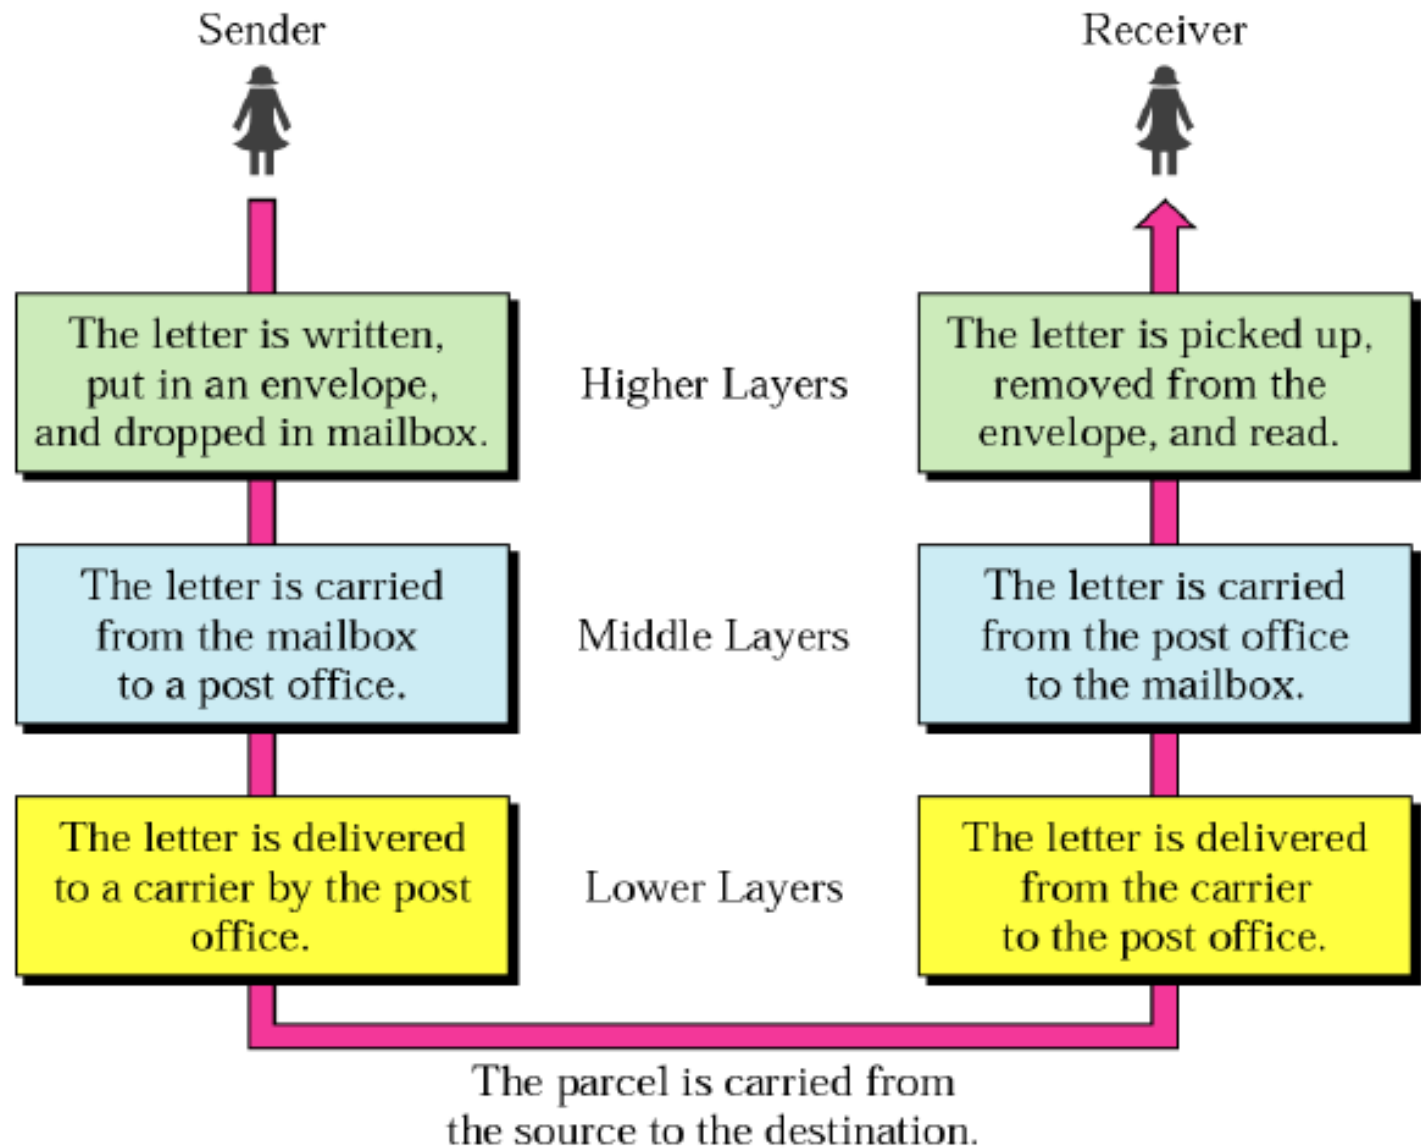 Sender
Receiver
The letter is written,
put in an envelope,
and dropped in mailbox.
Higher Layers
The letter is picked up,
removed from the
envelope, and read.
The letter is carried
from the mailbox
to a post office.
Middle Layers
The letter is carried
from the post office
to the mailbox.
The letter is delivered
to a carrier by the post
office.
Lower Layers
The letter is delivered
from the carrier
to the post office.
The parcel is carried from
the source to the destination.